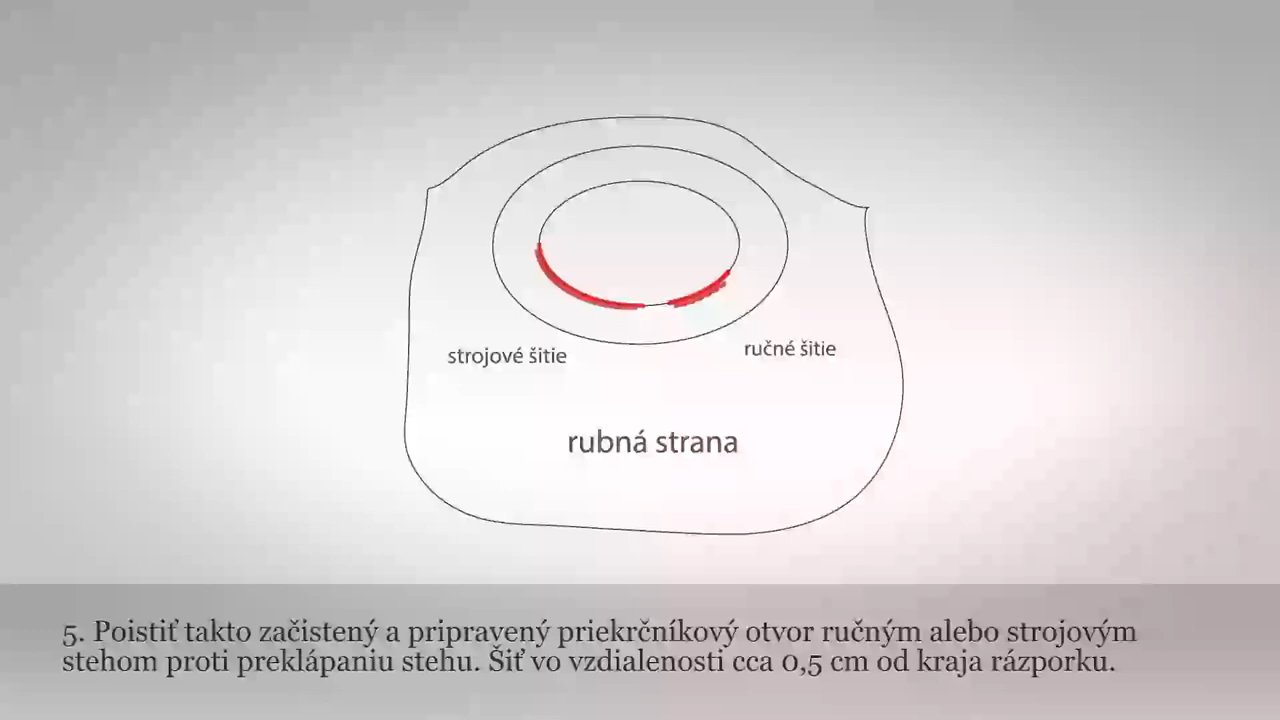 strojové šitie
ručné šitie
rubná strana
5. Poistiť takto začistený a pripravený priekrčníkový otvor ručným alebo strojovým
stehom proti preklápaniu stehu. Šiť vo vzdialenosti cca 0,5 cm od kraja rázporku.